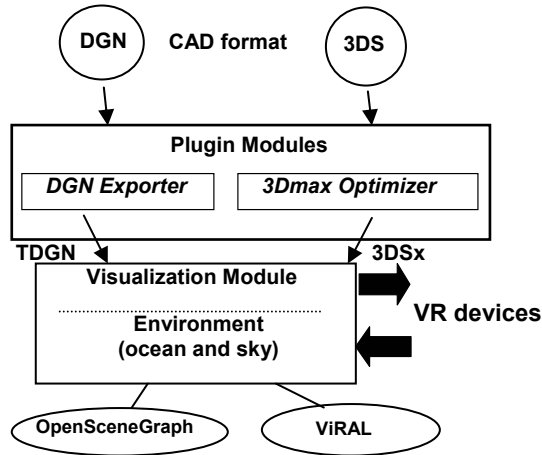 DGN CAD format 3DS
Plugin Modules
DGN Exporter 3Dmax Optimizer
TDGN 3DSx
Visualization Module
VR devices
Environment
(ocean and sky)
OpenSceneGraph ViRAL